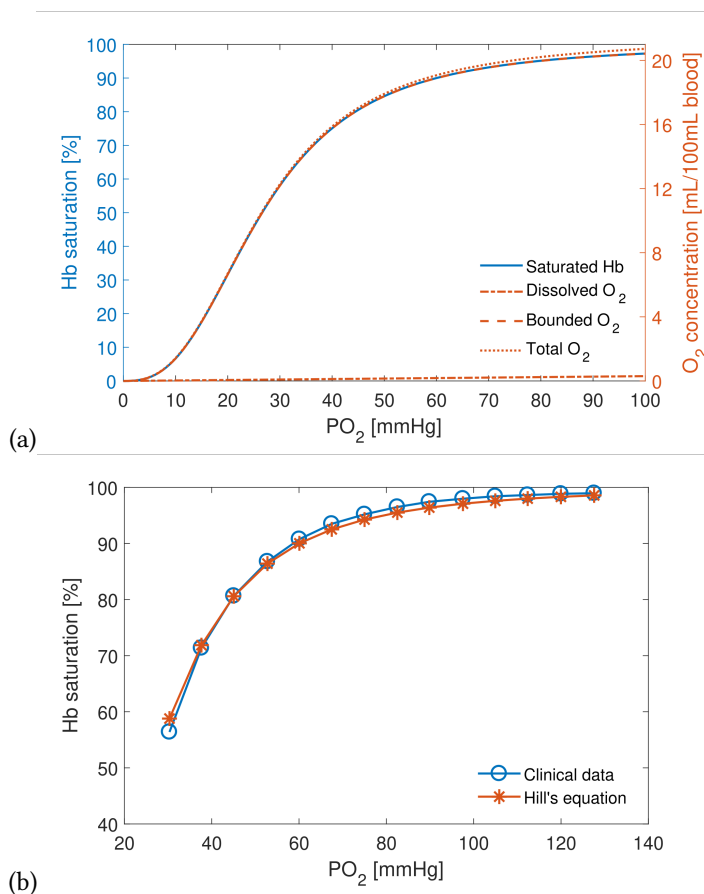 100
90
80
70
60
50
40
30
20
10
0
Hb saturation [%]
20
16
12
8
4
0
O2 concentration [mL/100mL blood]
Saturated Hb
Dissolved O2
Bounded O2
Total O2
0 10 20 30 40 50 60 70 80 90 100
PO2 [mmHg]
(a)
100
90
80
70
60
50
40
Hb saturation [%]
Clinical data
Hill's equation
20 40 60 80 100 120 140
PO2 [mmHg]
(b)